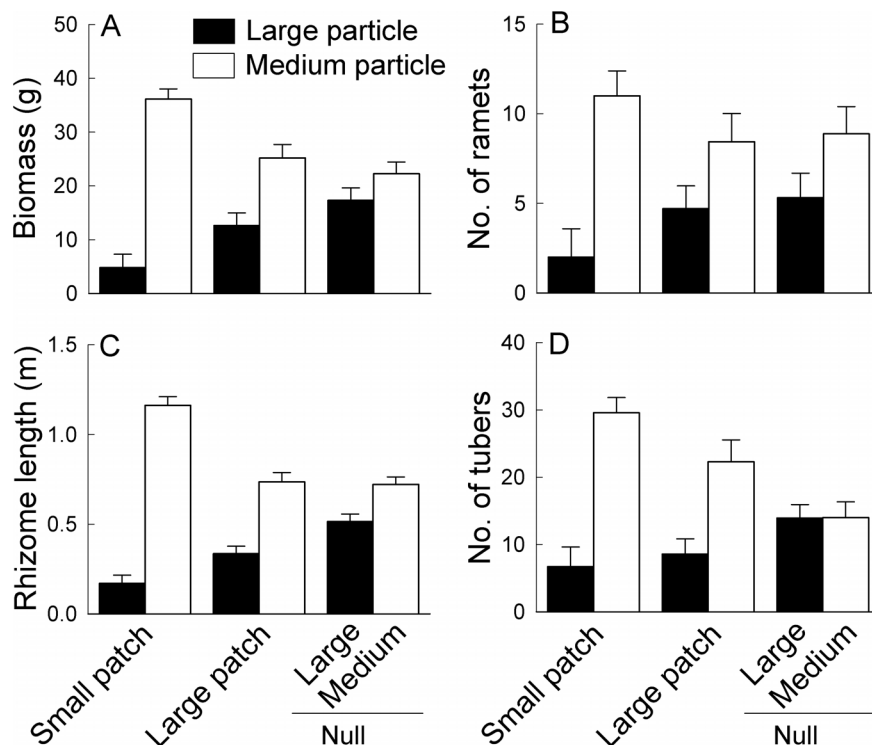 A
Large particle
Medium particle
Biomass (g)
50
40
30
20
10
0
B
No. of ramets
15
10
5
0
C
Rhizome length (m)
1.5
1.0
0.5
0.0
D
No. of tubers
40
30
20
10
0
Small patch
Large patch
Large
Medium
Null
Small patch
Large patch
Large
Medium
Null